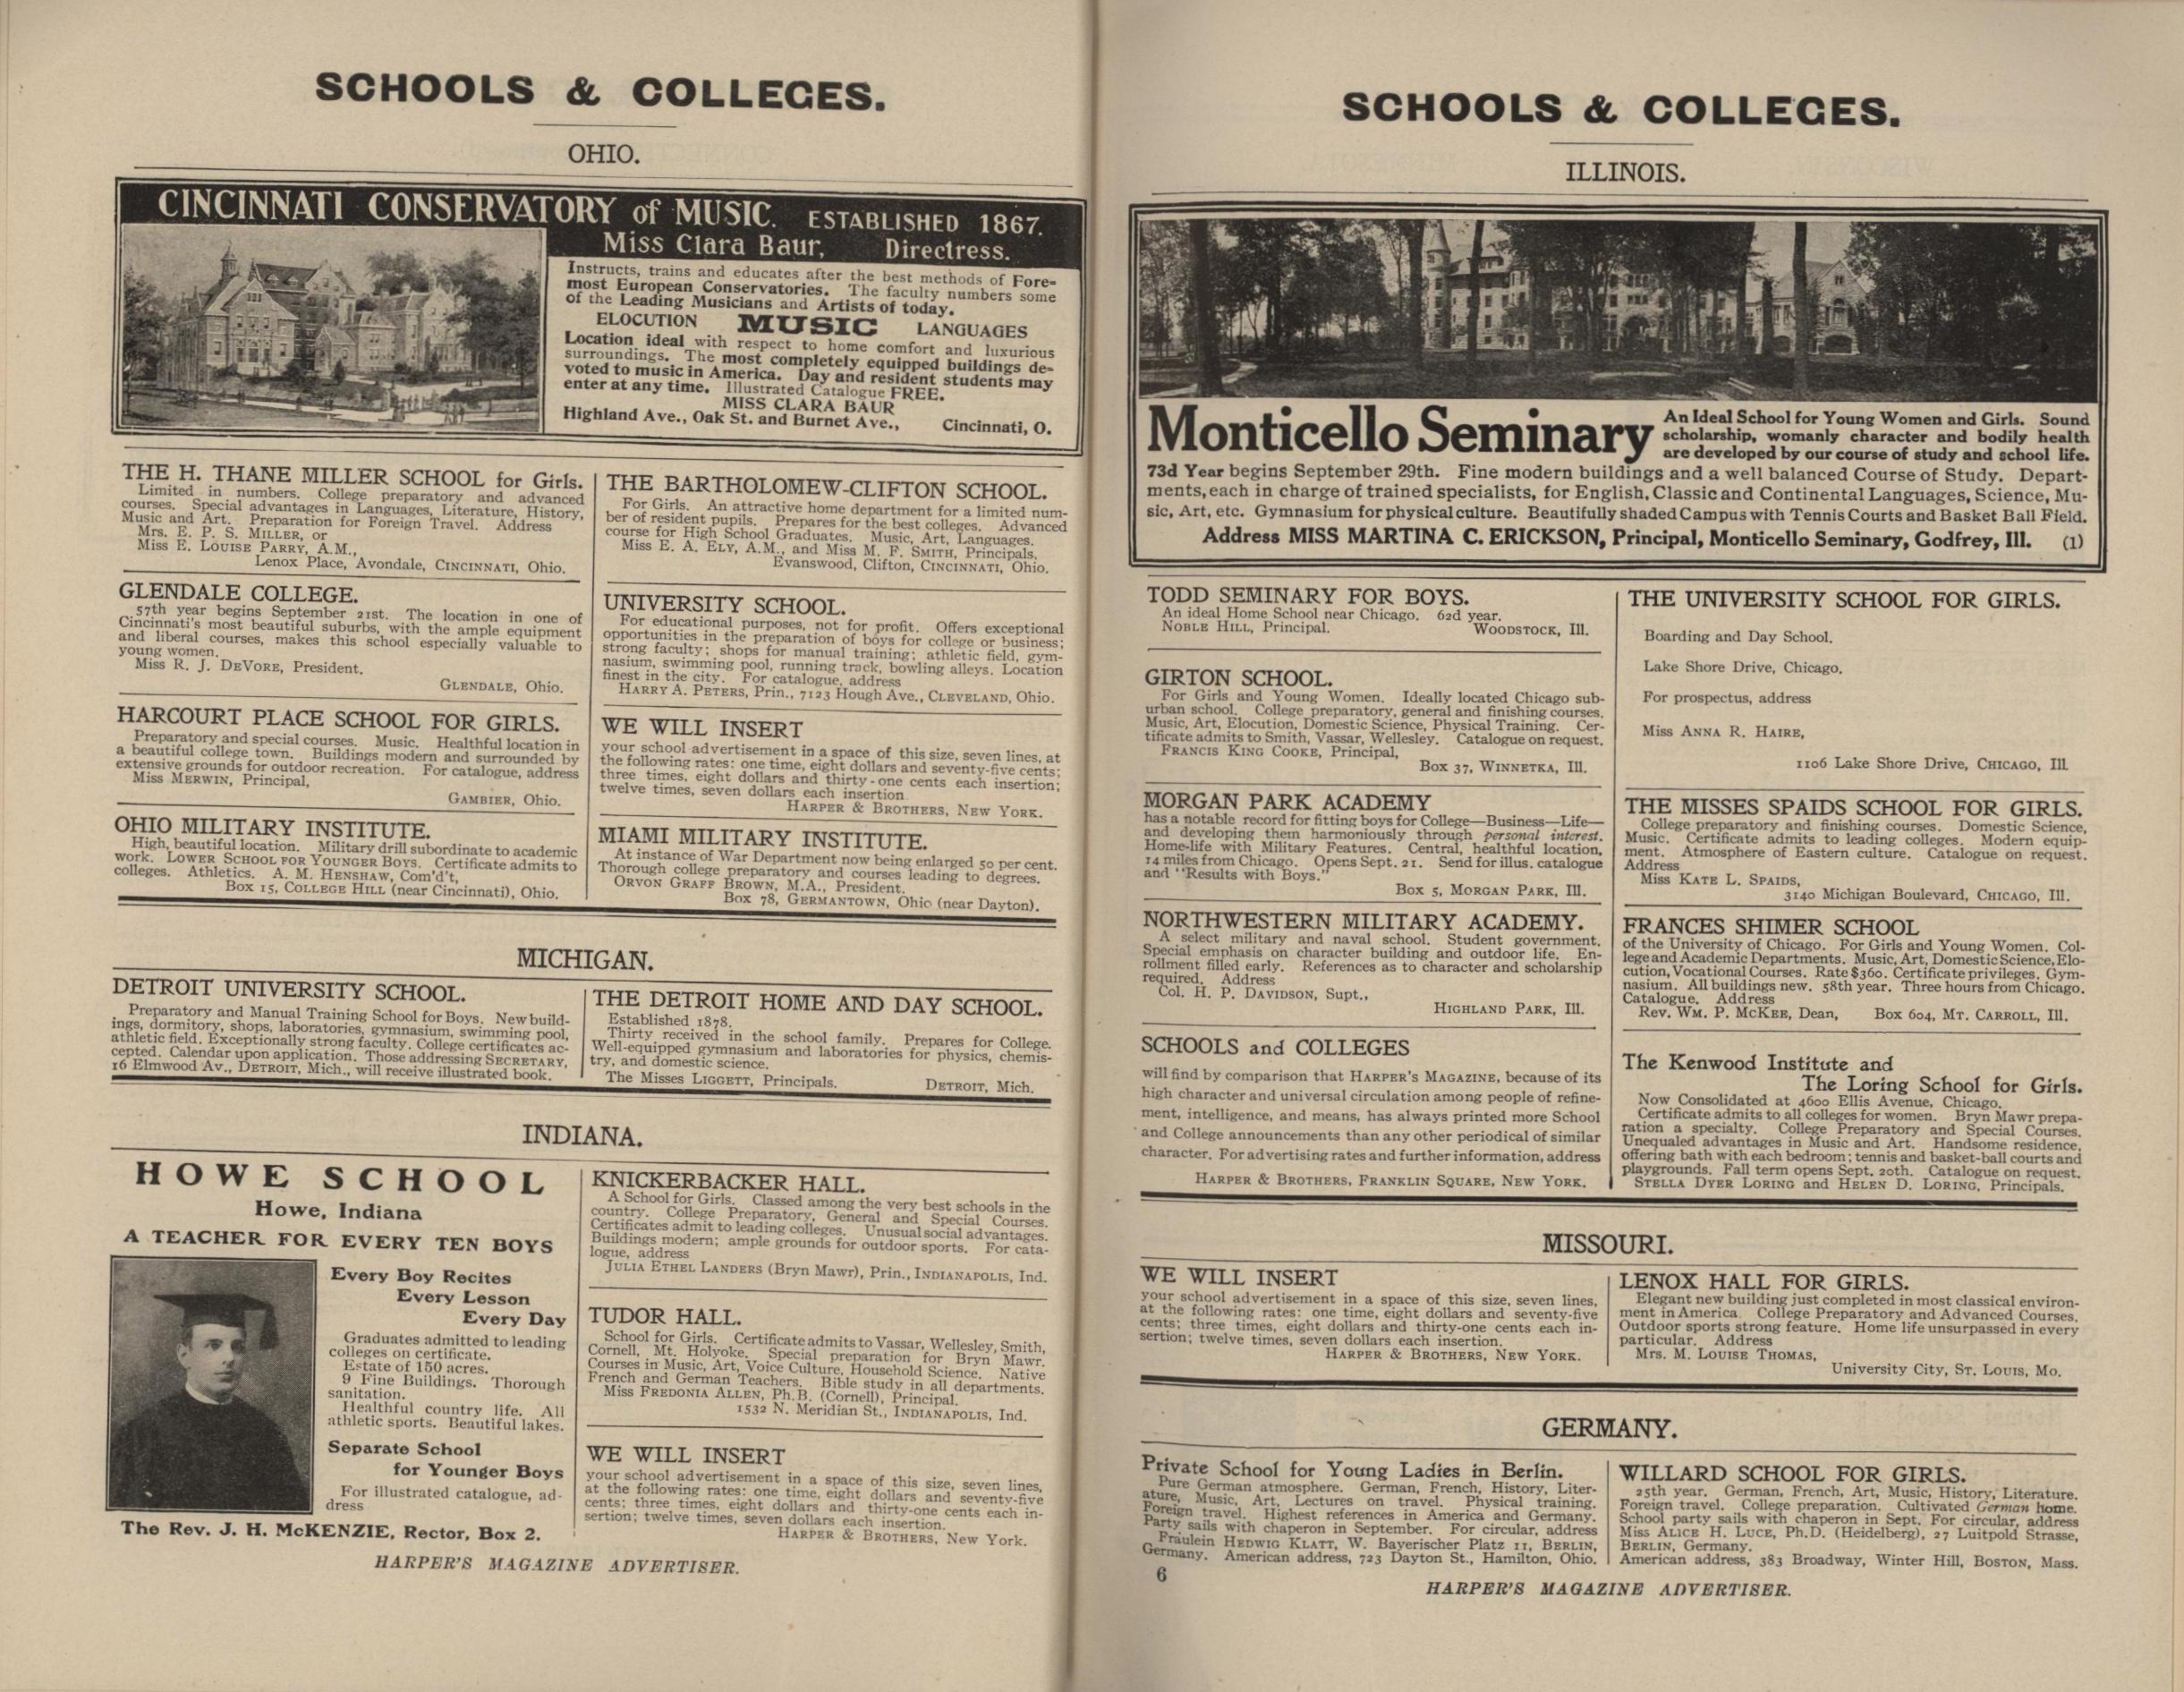 SCHOOLS & COLLEGES.
OHIO.
CINCINNATI CONSERVATORY of MUSIC. ESTABLISHED 1867.
Miss Clara Baur, Directress.
Instructs, trains and educates after the best methods of Fore-
most European Conservatories. The faculty numbers some
of the Leading Musicians and Artists of today.
ELOCUTION MUSIC LANGUAGES
Location ideal with respect to home comfort and luxurious
surroundings. The most completely equipped buildings de-
voted to music in America. Day and resident students may
enter at any time. Illustrated Catalogue FREE.
MISS CLARA BAUR
Highland Ave., Oak St. and Burnet Ave., Cincinnati, O.
THE H. THANE MILLER SCHOOL for Girls.
Limited in numbers. College preparatory and advanced
courses. Special advantages in Languages, Literature, History,
Music and Art. Preparation for Foreign Travel. Address
Mrs. E. P. S. MILLER, or
Miss E. LOUISE PARRY, A.M.,
Lenox Place, Avondale, CINCINNATI, Ohio.
GLENDALE COLLEGE.
57th year begins September 21st. The location in one of
Cincinnati's most beautiful suburbs, with the ample equipment
and liberal courses, makes this school especially valuable to
young women.
Miss R. J. DEVORE, President.
GLENDALE, Ohio.
HARCOURT PLACE SCHOOL FOR GIRLS.
Preparatory and special courses. Music. Healthful location in
a beautiful college town. Buildings modern and surrounded by
extensive grounds for outdoor recreation. For catalogue, address
Miss MERWIN, Principal,
GAMBIER, Ohio.
OHIO MILITARY INSTITUTE.
High, beautiful location. Military drill subordinate to academic
work. LOWER SCHOOL FOR YOUNGER BOYS. Certificate admits to
colleges. Athletics. A. M. HENSHAW, Com'd't,
Box 15, COLLEGE HILL (near Cincinnati), Ohio.
THE BARTHOLOMEW-CLIFTON SCHOOL.
For Girls. An attractive home department for a limited num-
ber of resident pupils. Prepares for the best colleges. Advanced
course for High School Graduates. Music, Art, Languages.
Miss E. A. ELY, A.M., and Miss M. F. SMITH, Principals,
Evanswood, Clifton, CINCINNATI, Ohio.
UNIVERSITY SCHOOL.
For educational purposes, not for profit. Offers exceptional
opportunities in the preparation of boys for college or business;
strong faculty; shops for manual training; athletic field, gym-
nasium, swimming pool, running track, bowling alleys. Location
finest in the city. For catalogue, address
HARRY A. PETERS, Prin., 7123 Hough Ave., CLEVELAND, Ohio.
WE WILL INSERT
your school advertisement in a space of this size, seven lines, at
the following rates: one time, eight dollars and seventy-five cents;
three times, eight dollars and thirty-one cents each insertion;
twelve times, seven dollars each insertion
HARPER & BROTHERS, NEW YORK.
MIAMI MILITARY INSTITUTE.
At instance of War Department now being enlarged 50 per cent.
Thorough college preparatory and courses leading to degrees.
ORVON GRAFF BROWN, M.A., President.
Box 78, GERMANTOWN, Ohio (near Dayton).
MICHIGAN.
DETROIT UNIVERSITY SCHOOL.
Preparatory and Manual Training School for Boys. New build-
ings, dormitory, shops, laboratories, gymnasium, swimming pool,
athletic field. Exceptionally strong faculty. College certificates ac-
cepted. Calendar upon application. Those addressing SECRETARY,
16 Elmwood Av., DETROIT, Mich., will receive illustrated book.
THE DETROIT HOME AND DAY SCHOOL.
Established 1878.
Thirty received in the school family. Prepares for College.
Well-equipped gymnasium and laboratories for physics, chemis-
try, and domestic science.
The Misses LIGGETT, Principals. DETROIT, Mich.
INDIANA.
HOWE SCHOOL
Howe, Indiana
A TEACHER FOR EVERY TEN BOYS
Every Boy Recites
Every Lesson
Every Day
Graduates admitted to leading
colleges on certificate.
Estate of 150 acres.
9 Fine Buildings. Thorough
sanitation.
Healthful country life. All
athletic sports. Beautiful lakes.
Separate School
for Younger Boys
For illustrated catalogue, ad-
dress
The Rev. J. H. McKENZIE, Rector, Box 2.
KNICKERBACKER HALL.
A School for Girls. Classed among the very best schools in the
country. College Preparatory, General and Special Courses.
Certificates admit to leading colleges. Unusual social advantages.
Buildings modern; ample grounds for outdoor sports. For cata-
logue, address
JULIA ETHEL LANDERS (Bryn Mawr), Prin., INDIANAPOLIS, Ind.
TUDOR HALL.
School for Girls. Certificate admits to Vassar, Wellesley, Smith,
Cornell, Mt. Holyoke. Special preparation for Bryn Mawr.
Courses in Music, Art, Voice Culture, Household Science. Native
French and German Teachers. Bible study in all departments.
Miss FREDONIA ALLEN, Ph.B. (Cornell), Principal.
1532 N. Meridian St., INDIANAPOLIS, Ind.
WE WILL INSERT
your school advertisement in a space of this size, seven lines,
at the following rates: one time, eight dollars and seventy-five
cents; three times, eight dollars and thirty-one cents each in-
sertion; twelve times, seven dollars each insertion.
HARPER & BROTHERS, New York.
HARPER'S MAGAZINE ADVERTISER.
SCHOOLS & COLLEGES.
ILLINOIS.
Monticello Seminary
An Ideal School for Young Women and Girls. Sound
scholarship, womanly character and bodily health
are developed by our course of study and school life.
73d Year begins September 29th. Fine modern buildings and a well balanced Course of Study. Depart-
ments, each in charge of trained specialists, for English, Classic and Continental Languages, Science, Mu-
sic, Art, etc. Gymnasium for physical culture. Beautifully shaded Campus with Tennis Courts and Basket Ball Field.
Address MISS MARTINA C. ERICKSON, Principal, Monticello Seminary, Godfrey, Ill. (1)
TODD SEMINARY FOR BOYS.
An ideal Home School near Chicago. 62d year.
NOBLE HILL, Principal. WOODSTOCK, Ill.
GIRTON SCHOOL.
For Girls and Young Women. Ideally located Chicago sub-
urban school. College preparatory, general and finishing courses.
Music, Art, Elocution, Domestic Science, Physical Training. Cer-
tificate admits to Smith, Vassar, Wellesley. Catalogue on request.
FRANCIS KING COOKE, Principal,
Box 37, WINNETKA, Ill.
MORGAN PARK ACADEMY
has a notable record for fitting boys for College—Business—Life—
and developing them harmoniously through personal interest.
Home-life with Military Features. Central, healthful location,
14 miles from Chicago. Opens Sept. 21. Send for illus. catalogue
and "Results with Boys."
Box 5, MORGAN PARK, Ill.
NORTHWESTERN MILITARY ACADEMY.
A select military and naval school. Student government.
Special emphasis on character building and outdoor life. En-
rollment filled early. References as to character and scholarship
required. Address
Col. H. P. DAVIDSON, Supt.,
HIGHLAND PARK, Ill.
SCHOOLS and COLLEGES
will find by comparison that HARPER'S MAGAZINE, because of its
high character and universal circulation among people of refine-
ment, intelligence, and means, has always printed more School
and College announcements than any other periodical of similar
character. For advertising rates and further information, address
HARPER & BROTHERS, FRANKLIN SQUARE, NEW YORK.
THE UNIVERSITY SCHOOL FOR GIRLS.
Boarding and Day School.
Lake Shore Drive, Chicago.
For prospectus, address
Miss ANNA R. HAIRE,
1106 Lake Shore Drive, CHICAGO, Ill.
THE MISSES SPAIDS SCHOOL FOR GIRLS.
College preparatory and finishing courses. Domestic Science,
Music. Certificate admits to leading colleges. Modern equip-
ment. Atmosphere of Eastern culture. Catalogue on request.
Address
Miss KATE L. SPAIDS,
3140 Michigan Boulevard, CHICAGO, Ill.
FRANCES SHIMER SCHOOL
of the University of Chicago. For Girls and Young Women. Col-
lege and Academic Departments. Music, Art, Domestic Science, Elo-
cution, Vocational Courses. Rate $360. Certificate privileges. Gym-
nasium. All buildings new. 58th year. Three hours from Chicago.
Catalogue. Address
Rev. WM. P. MCKEE, Dean, Box 604, MT. CARROLL, Ill.
The Kenwood Institute and
The Loring School for Girls.
Now Consolidated at 4600 Ellis Avenue, Chicago.
Certificate admits to all colleges for women. Bryn Mawr prepa-
ration a specialty. College Preparatory and Special Courses.
Unequaled advantages in Music and Art. Handsome residence,
offering bath with each bedroom; tennis and basket-ball courts and
playgrounds. Fall term opens Sept. 20th. Catalogue on request.
STELLA DYER LORING and HELEN D. LORING, Principals.
MISSOURI.
WE WILL INSERT
your school advertisement in a space of this size, seven lines,
at the following rates: one time, eight dollars and seventy-five
cents; three times, eight dollars and thirty-one cents each in-
sertion; twelve times, seven dollars each insertion.
HARPER & BROTHERS, NEW YORK.
LENOX HALL FOR GIRLS.
Elegant new building just completed in most classical environ-
ment in America College Preparatory and Advanced Courses.
Outdoor sports strong feature. Home life unsurpassed in every
particular. Address
Mrs. M. LOUISE THOMAS,
University City, ST. LOUIS, Mo.
GERMANY.
Private School for Young Ladies in Berlin.
Pure German atmosphere. German, French, History, Liter-
ature, Music, Art, Lectures on travel. Physical training.
Foreign travel. Highest references in America and Germany.
Party sails with chaperon in September. For circular, address
Fräulein HEDWIG KLATT, W. Bayerischer Platz 11, BERLIN,
Germany. American address, 723 Dayton St., Hamilton, Ohio.
WILLARD SCHOOL FOR GIRLS.
25th year. German, French, Art, Music, History, Literature.
Foreign travel. College preparation. Cultivated German home.
School party sails with chaperon in Sept. For circular, address
Miss ALICE H. LUCE, Ph.D. (Heidelberg), 27 Luitpold Strasse,
BERLIN, Germany.
American address, 383 Broadway, Winter Hill, BOSTON, Mass.
6
HARPER'S MAGAZINE ADVERTISER.